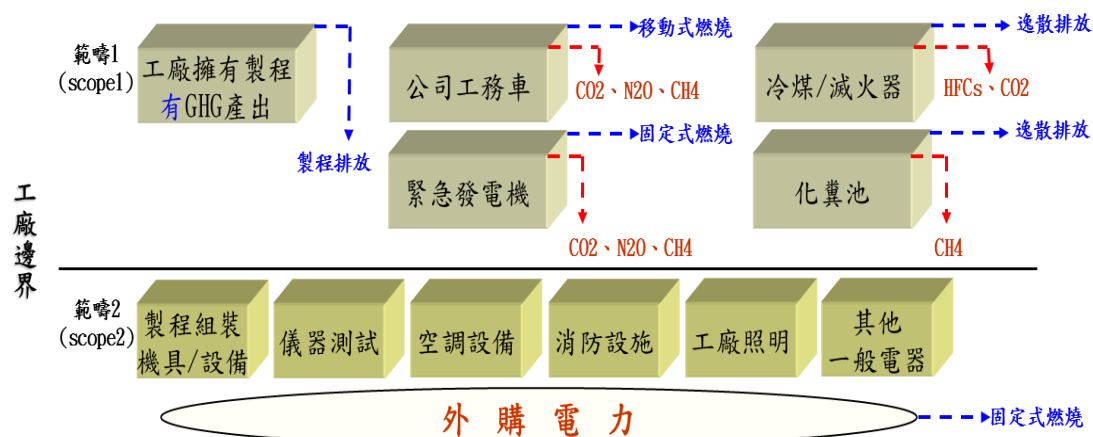 範疇1
(scope1)
工廠擁有製程
有GHG產出
製程排放
公司工務車
移動式燃燒
CO2、N2O、CH4
冷煤/滅火器
逸散排放
HFCs、CO2
緊急發電機
固定式燃燒
CO2、N2O、CH4
化糞池
逸散排放
CH4
工廠邊界
範疇2
(scope2)
製程組裝
機具/設備
儀器測試
空調設備
消防設施
工廠照明
其他
一般電器
外購電力
固定式燃燒